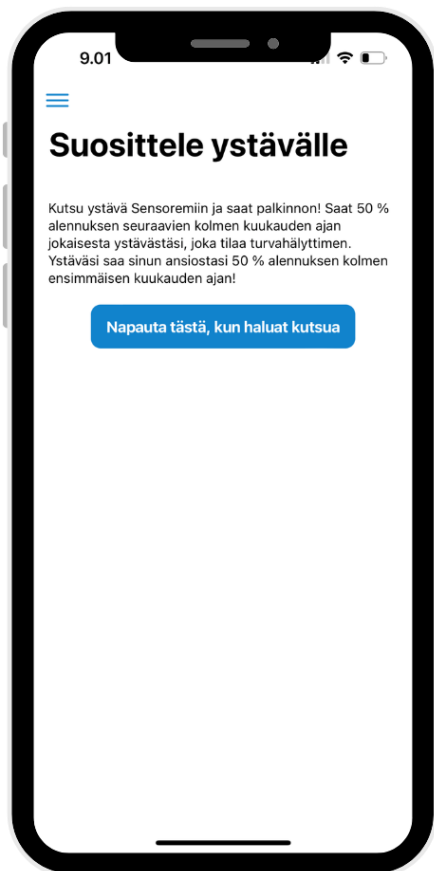 9.01
Suosittele ystävälle
Kutsu ystävä Sensoremiin ja saat palkinnon! Saat 50 %
alennuksen seuraavien kolmen kuukauden ajan
jokaisesta ystävästäsi, joka tilaa turvahälyttimen.
Ystäväsi saa sinun ansiostasi 50 % alennuksen kolmen
ensimmäisen kuukauden ajan!
Napauta tästä, kun haluat kutsua